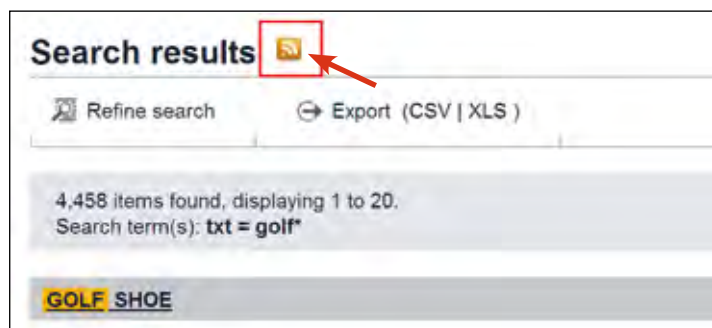 Search results
Refine search
Export (CSV | XLS )
4,458 items found, displaying 1 to 20.
Search term(s): txt = golf*
GOLF SHOE